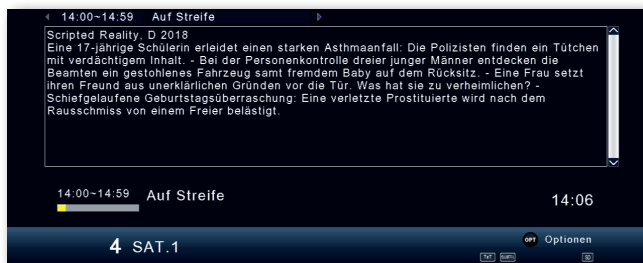 14:00~14:59 Auf Streife
Scripted Reality, D 2018
Eine 17-jährige Schülerin erleidet einen starken Asthmaanfall: Die Polizisten finden ein Tütchen
mit verdächtigem Inhalt. - Bei der Personenkontrolle dreier junger Männer entdecken die
Beamten ein gestohlenes Fahrzeug samt fremdem Baby auf dem Rücksitz. - Eine Frau setzt
ihren Freund aus unerklärlichen Gründen vor die Tür. Was hat sie zu verheimlichen? -
Schiefgelaufene Geburtstagsüberraschung: Eine verletzte Prostituierte wird nach dem
Rausschmiss von einem Freier belästigt.
14:00~14:59 Auf Streife
14:06
OPT Optionen
4 SAT.1
TXT SUBT. SD